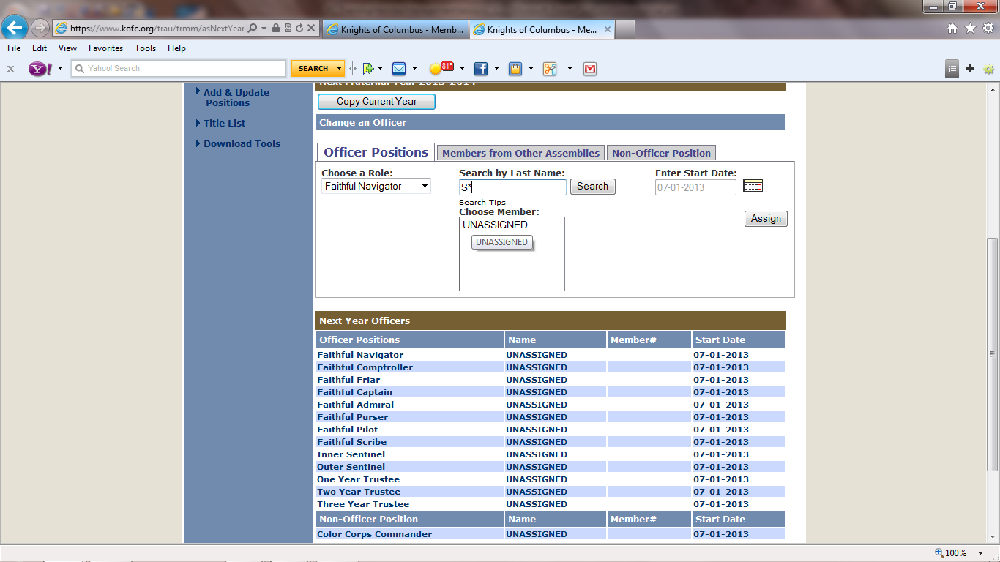 https://www.kofc.org/trau/trmm/asNextYear
Knights of Columbus - Memb...
Knights of Columbus - Me...
File Edit View Favorites Tools Help
Yahoo! Search
SEARCH
81°
Add & Update Positions
Title List
Download Tools
Next Fraternal Year 2013-2014
Copy Current Year
Change an Officer
Officer Positions Members from Other Assemblies Non-Officer Position
Choose a Role: Search by Last Name: Enter Start Date:
Faithful Navigator S* Search 07-01-2013
Search Tips
Choose Member:
UNASSIGNED Assign
UNASSIGNED
Next Year Officers
Officer Positions Name Member# Start Date
Faithful Navigator UNASSIGNED 07-01-2013
Faithful Comptroller UNASSIGNED 07-01-2013
Faithful Friar UNASSIGNED 07-01-2013
Faithful Captain UNASSIGNED 07-01-2013
Faithful Admiral UNASSIGNED 07-01-2013
Faithful Purser UNASSIGNED 07-01-2013
Faithful Pilot UNASSIGNED 07-01-2013
Faithful Scribe UNASSIGNED 07-01-2013
Inner Sentinel UNASSIGNED 07-01-2013
Outer Sentinel UNASSIGNED 07-01-2013
One Year Trustee UNASSIGNED 07-01-2013
Two Year Trustee UNASSIGNED 07-01-2013
Three Year Trustee UNASSIGNED 07-01-2013
Non-Officer Position Name Member# Start Date
Color Corps Commander UNASSIGNED 07-01-2013
100%